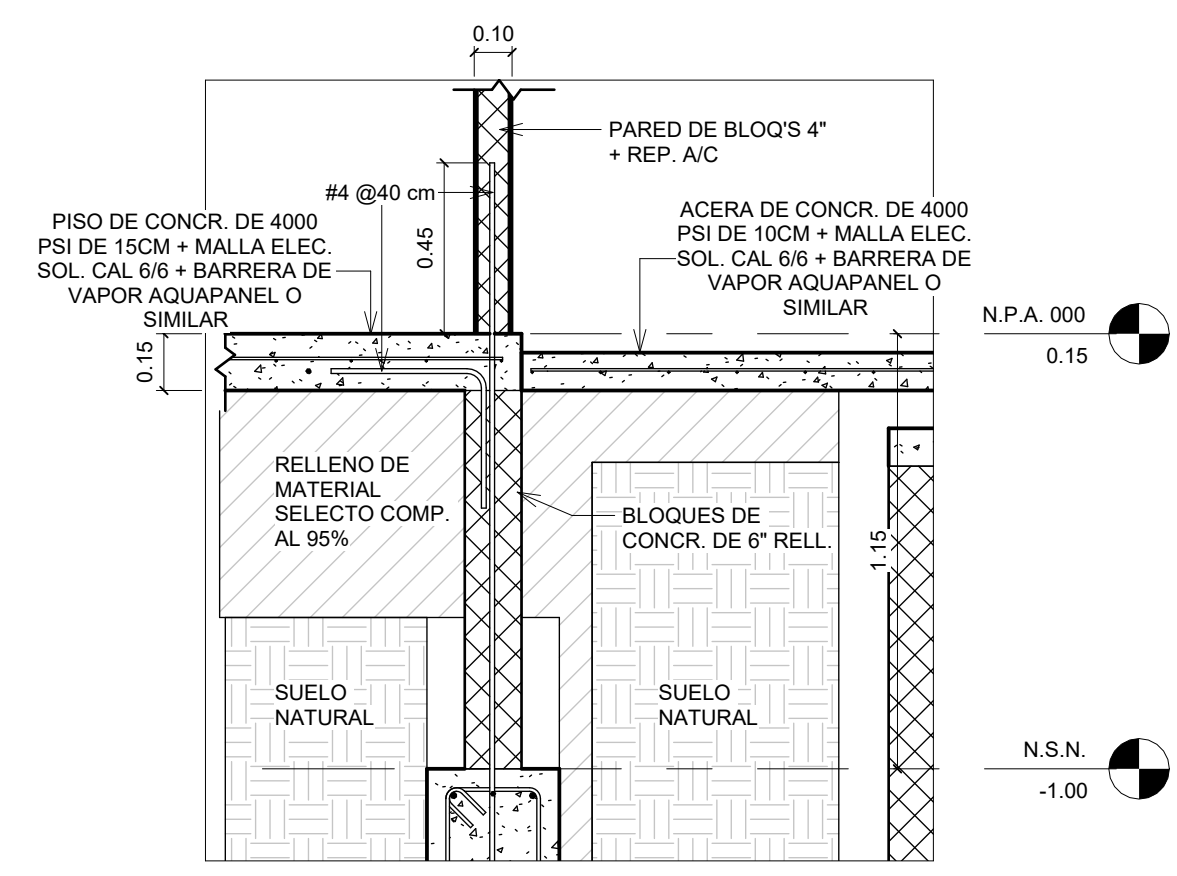 0.10
PARED DE BLOQ'S 4"
+ REP. A/C
#4 @40 cm
0.45
PISO DE CONCR. DE 4000
PSI DE 15CM + MALLA ELEC.
SOL. CAL 6/6 + BARRERA DE
VAPOR AQUAPANEL O
SIMILAR
ACERA DE CONCR. DE 4000
PSI DE 10CM + MALLA ELEC.
SOL. CAL 6/6 + BARRERA DE
VAPOR AQUAPANEL O
SIMILAR
N.P.A. 000
0.15
0.15
RELLENO DE
MATERIAL
SELECTO COMP.
AL 95%
BLOQUES DE
CONCR. DE 6" RELL.
1.15
SUELO
NATURAL
SUELO
NATURAL
N.S.N.
-1.00